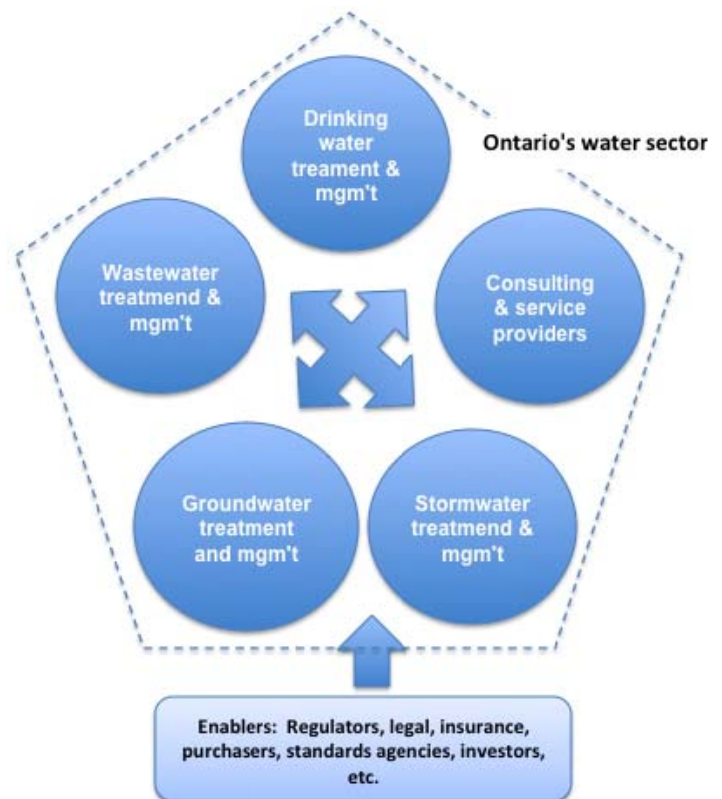 Drinking
water
treament &
mgm't
Ontario's water sector
Wastewater
treatmend &
mgm't
Consulting
& service
providers
Groundwater
treatment
and mgm't
Stormwater
treatmend &
mgm't
Enablers:  Regulators, legal, insurance,
purchasers, standards agencies, investors,
etc.